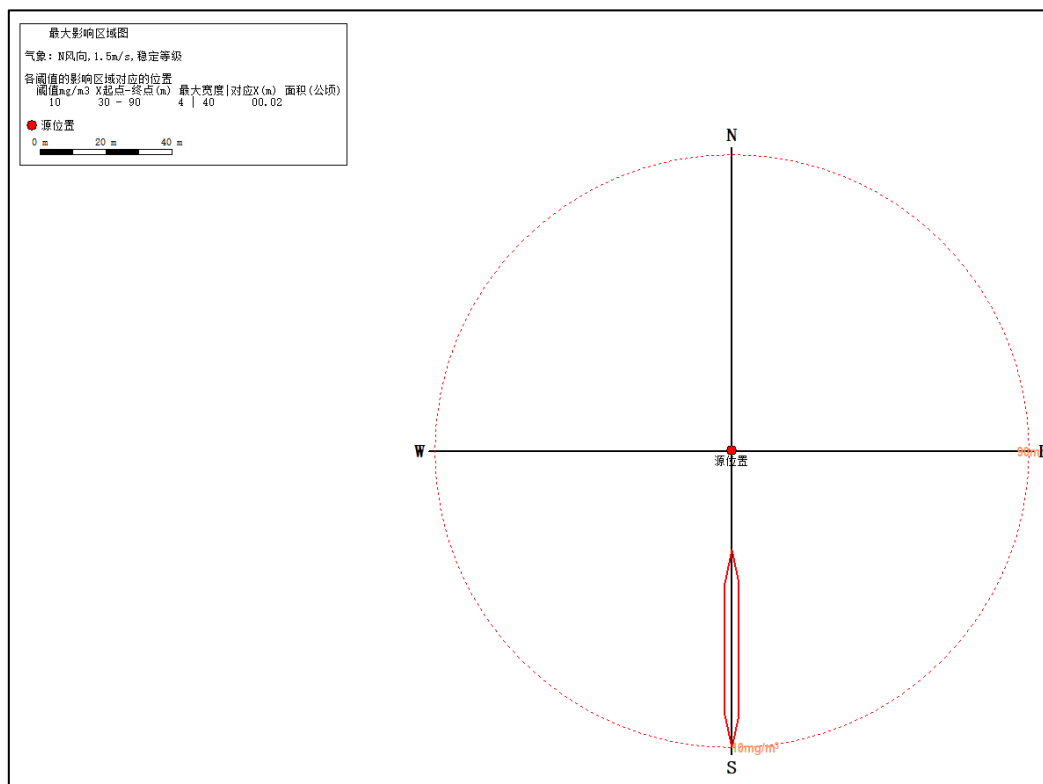 最大影响区域图
气象: N风向,1.5m/s,稳定等级
各阈值的影响区域对应的位置
阈值mg/m3 X起点-终点(m) 最大宽度|对应X(m) 面积(公顷)
10 30 - 90 4 | 40 00.02
源位置
0 m 20 m 40 m
N
W
源位置
90m
E
10mg/m³
S